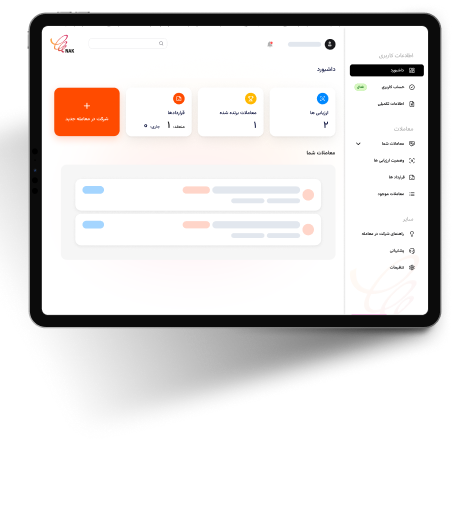 NAK
اطلاعات کاربری
داشبورد
حساب کاربری
اطلاعات تکمیلی
معاملات
معاملات شما
وضعیت ارزیابی ها
قرارداد ها
معاملات موجود
سایر
راهنمای شرکت در معامله
پشتیبانی
تنظیمات
داشبورد
ارزیابی ها
۲
معاملات برنده شده
۱
قراردادها
منعقد: ۱ جاری: ۰
+
شرکت در معامله جدید
معاملات شما